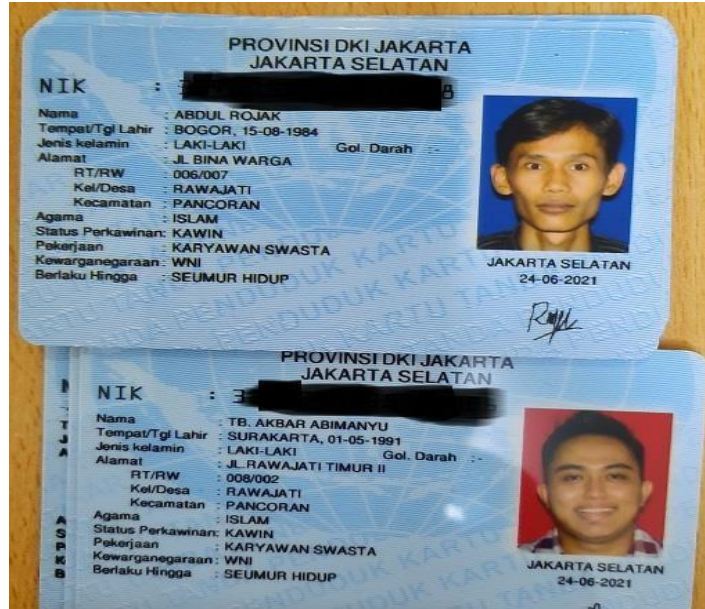 PROVINSI DKI JAKARTA
JAKARTA SELATAN
NIK :
Nama : ABDUL ROJAK
Tempat/Tgl Lahir : BOGOR, 15-08-1984
Jenis kelamin : LAKI-LAKI Gol. Darah :-
Alamat : JL BINA WARGA
RT/RW : 006/007
Kel/Desa : RAWAJATI
Kecamatan : PANCORAN
Agama : ISLAM
Status Perkawinan: KAWIN
Pekerjaan : KARYAWAN SWASTA
Kewarganegaraan: WNI
Berlaku Hingga : SEUMUR HIDUP
JAKARTA SELATAN
24-06-2021
PROVINSI DKI JAKARTA
JAKARTA SELATAN
NIK : 3
Nama : TB. AKBAR ABIMANYU
Tempat/Tgl Lahir : SURAKARTA, 01-05-1991
Jenis kelamin : LAKI-LAKI Gol. Darah :-
Alamat : JL.RAWAJATI TIMUR II
RT/RW : 008/002
Kel/Desa : RAWAJATI
Kecamatan : PANCORAN
Agama : ISLAM
Status Perkawinan: KAWIN
Pekerjaan : KARYAWAN SWASTA
Kewarganegaraan: WNI
Berlaku Hingga : SEUMUR HIDUP
JAKARTA SELATAN
24-06-2021